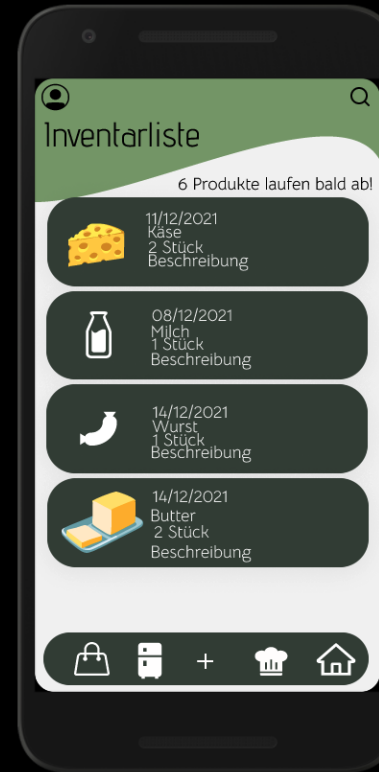 Inventarliste
6 Produkte laufen bald ab!
11/12/2021
Käse
2 Stück
Beschreibung
08/12/2021
Milch
1 Stück
Beschreibung
14/12/2021
Wurst
1 Stück
Beschreibung
14/12/2021
Butter
2 Stück
Beschreibung
+